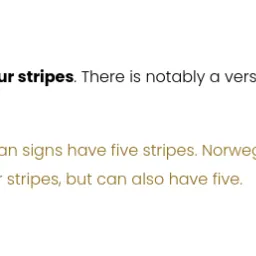 ur stripes. There is notably a vers
an signs have five stripes. Norweg
r stripes, but can also have five.